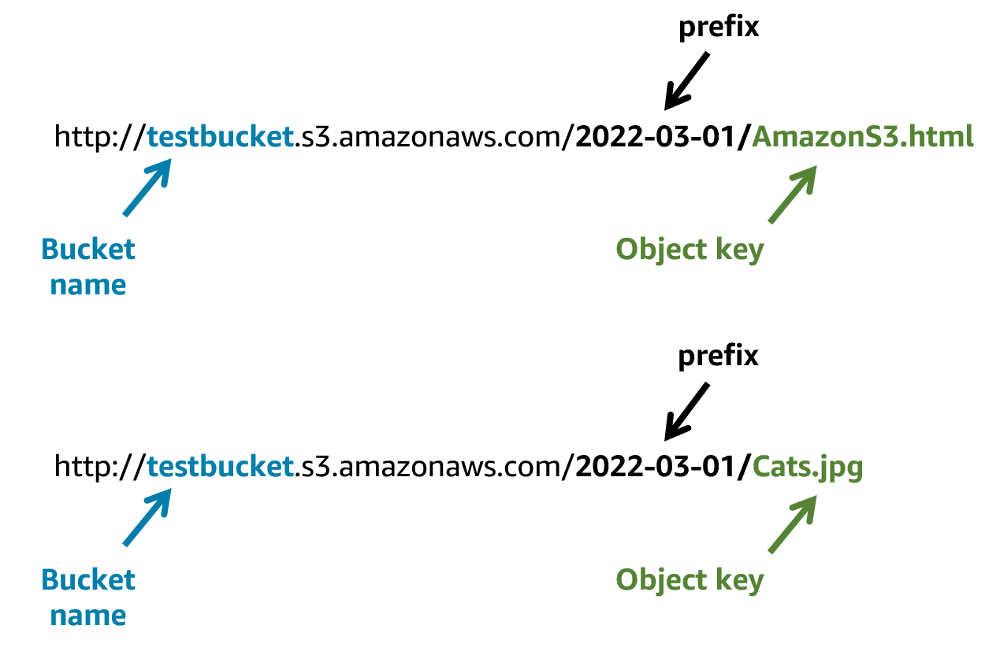 prefix
http://testbucket.s3.amazonaws.com/2022-03-01/AmazonS3.html
Bucket
name
Object key
prefix
http://testbucket.s3.amazonaws.com/2022-03-01/Cats.jpg
Bucket
name
Object key